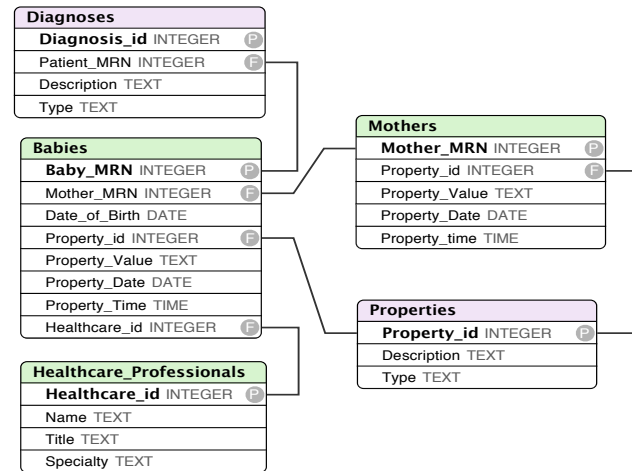 Diagnoses
Diagnosis_id INTEGER P
Patient_MRN INTEGER F
Description TEXT
Type TEXT
Babies
Baby_MRN INTEGER P
Mother_MRN INTEGER F
Date_of_Birth DATE
Property_id INTEGER F
Property_Value TEXT
Property_Date DATE
Property_Time TIME
Healthcare_id INTEGER F
Healthcare_Professionals
Healthcare_id INTEGER P
Name TEXT
Title TEXT
Specialty TEXT
Mothers
Mother_MRN INTEGER P
Property_id INTEGER F
Property_Value TEXT
Property_Date DATE
Property_time TIME
Properties
Property_id INTEGER P
Description TEXT
Type TEXT